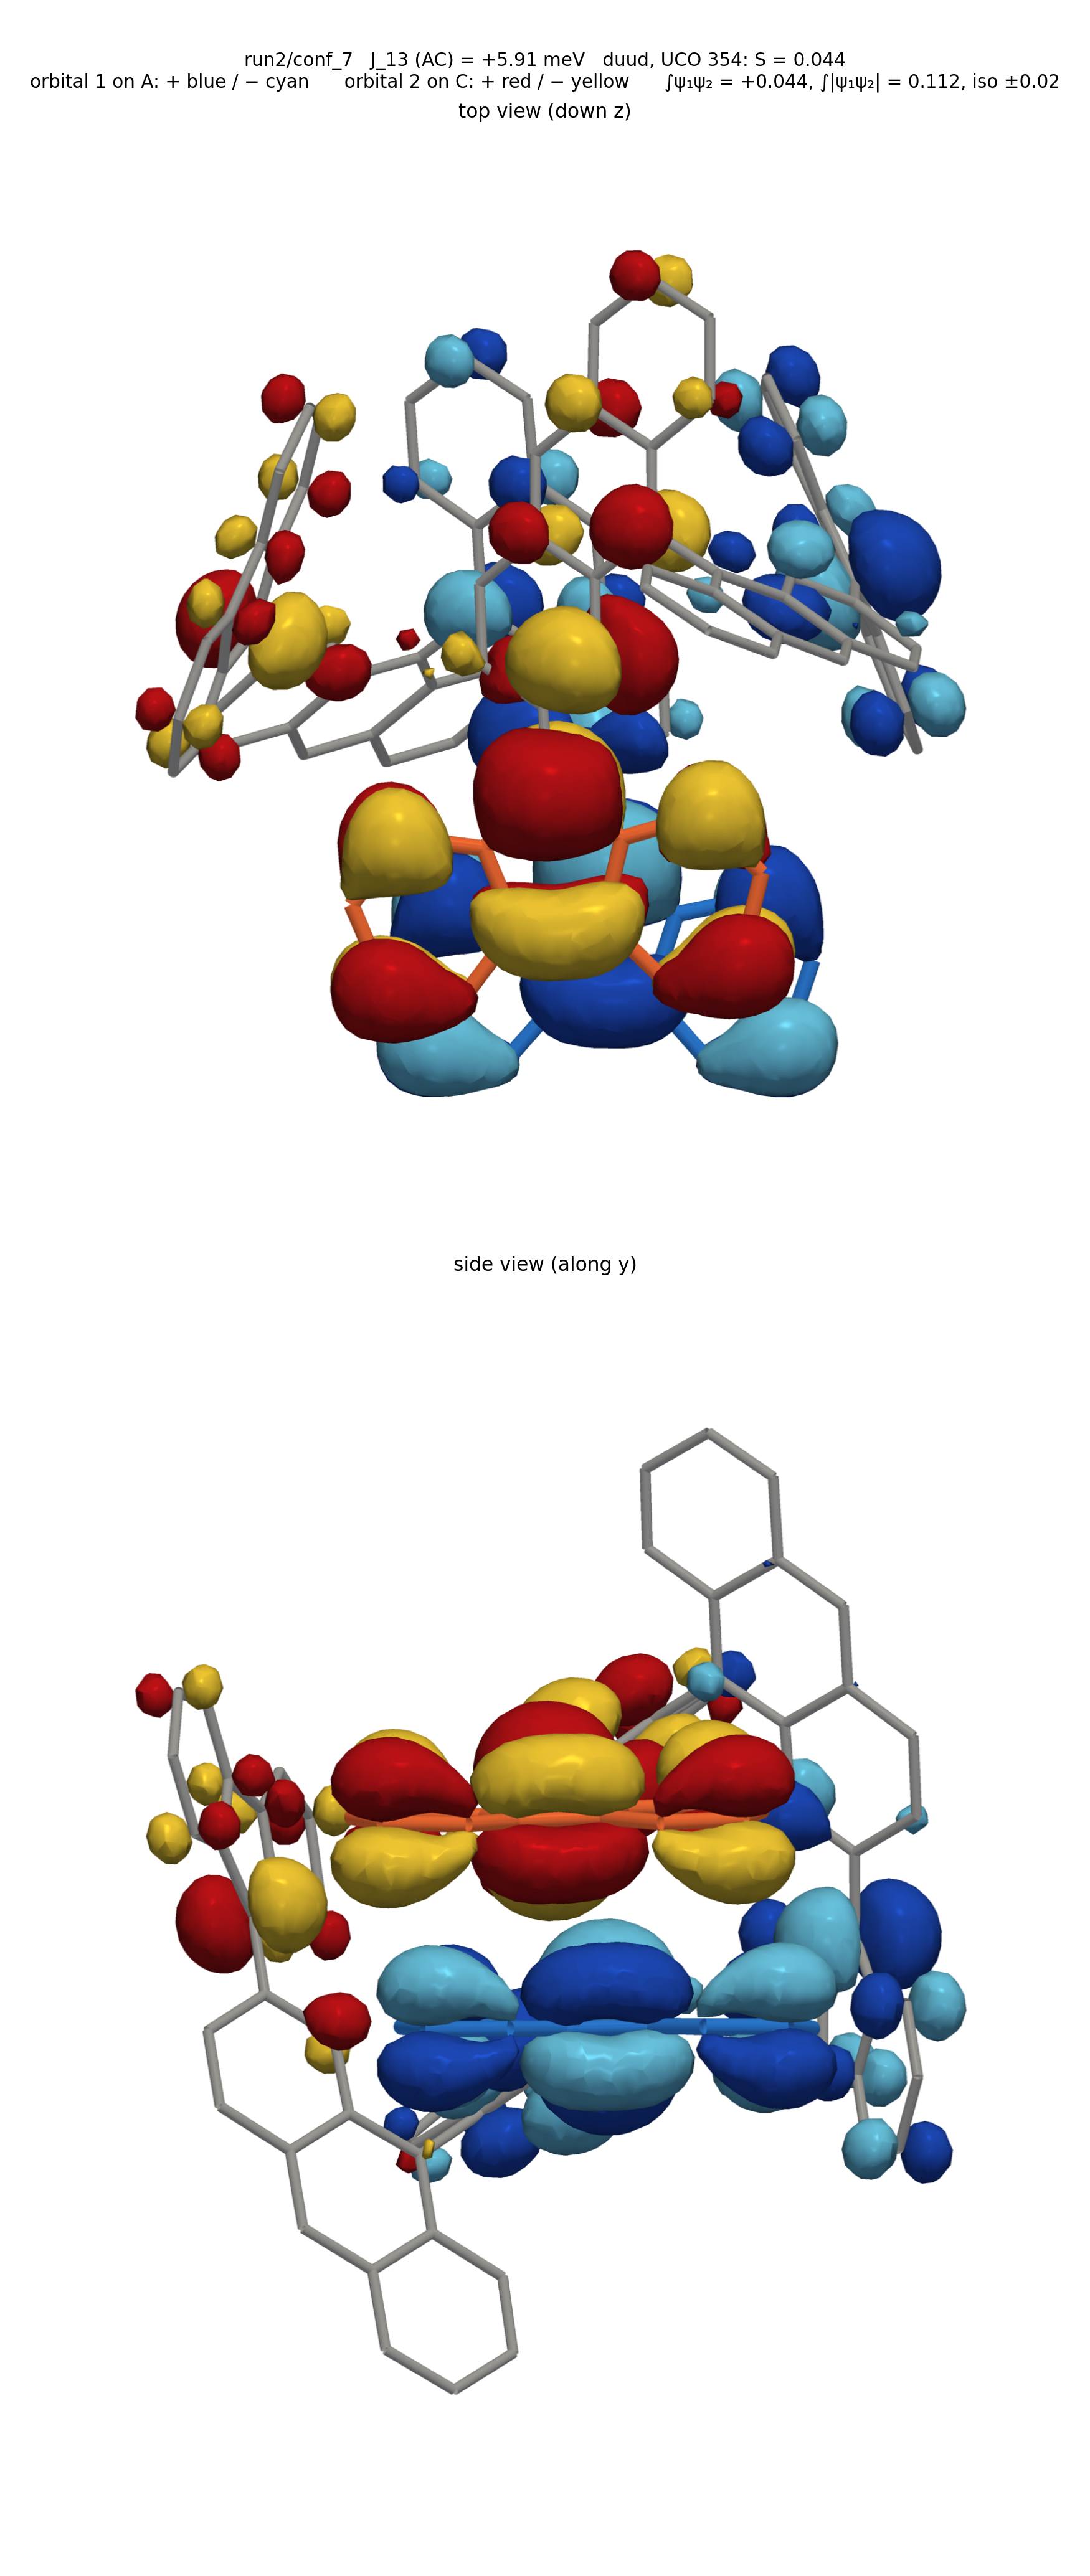 run2/conf_7   J_13 (AC) = +5.91 meV   duud, UCO 354: S = 0.044
orbital 1 on A: + blue / − cyan      orbital 2 on C: + red / − yellow      ∫ψ₁ψ₂ = +0.044, ∫|ψ₁ψ₂| = 0.112, iso ±0.02
top view (down z)
side view (along y)